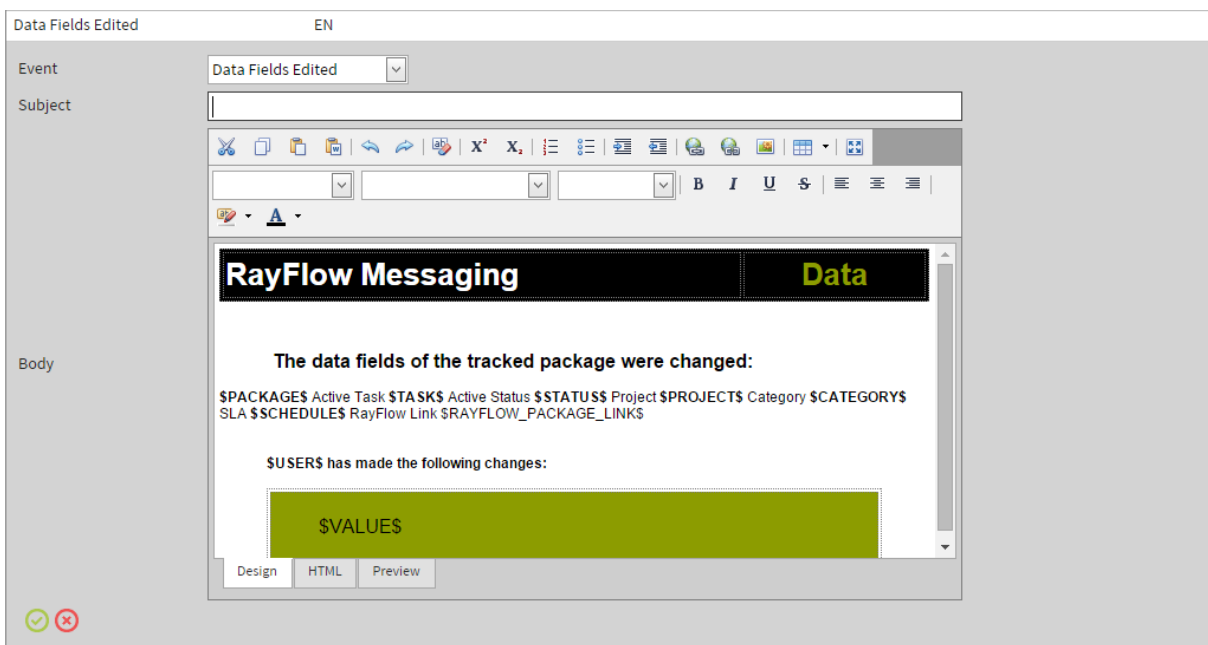 Data Fields Edited EN
Event Data Fields Edited
Subject
X² X₂
B I U S
A
RayFlow Messaging Data
The data fields of the tracked package were changed:
Body
$PACKAGE$ Active Task $TASK$ Active Status $STATUS$ Project $PROJECT$ Category $CATEGORY$
SLA $SCHEDULE$ RayFlow Link $RAYFLOW_PACKAGE_LINK$
$USER$ has made the following changes:
$VALUE$
Design HTML Preview